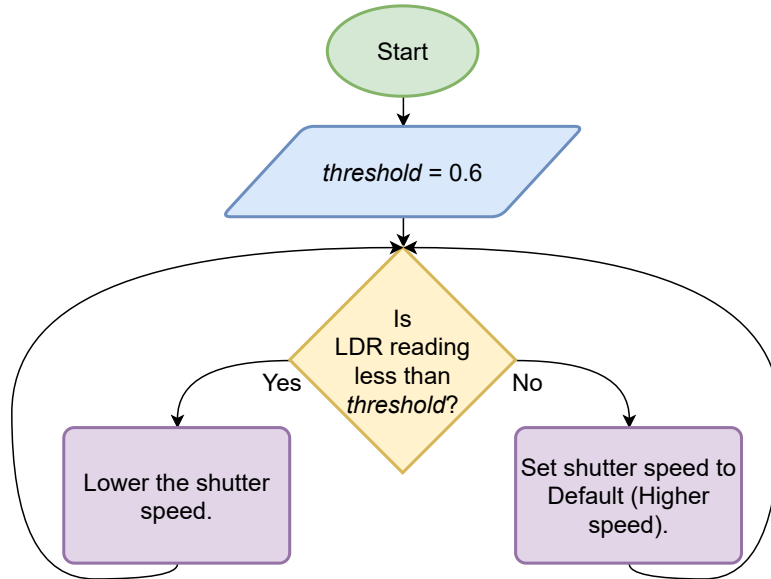 Start
threshold = 0.6
Is
LDR reading
less than
threshold?
Yes
No
Lower the shutter
speed.
Set shutter speed to
Default (Higher
speed).